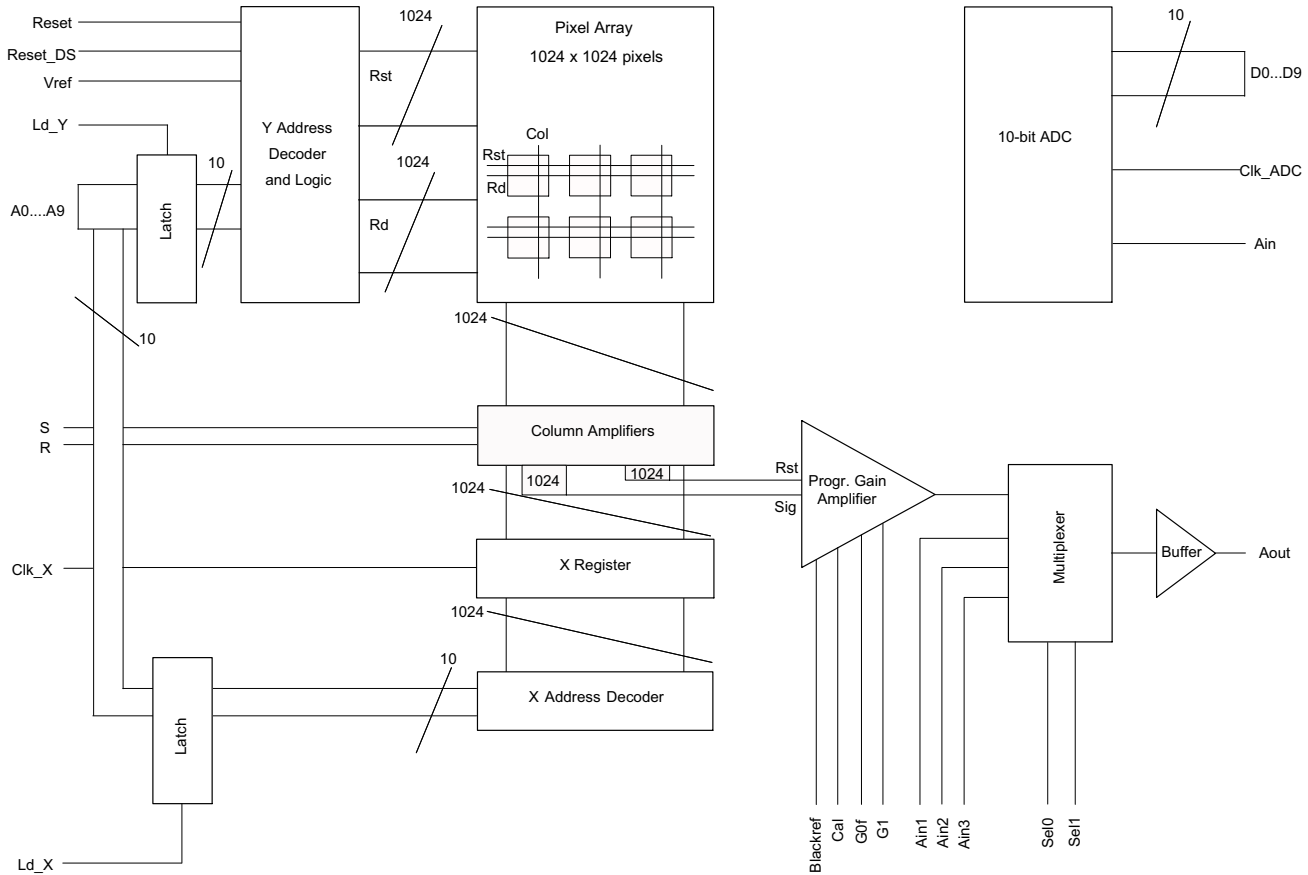 Reset
Reset_DS
Vref
Ld_Y
A0....A9
10
Latch
10
Y Address
Decoder
and Logic
1024
Rst
1024
Rd
Pixel Array
1024 x 1024 pixels
Col
Rst
Rd
10-bit ADC
10
D0...D9
Clk_ADC
Ain
1024
S
R
Column Amplifiers
1024
1024
1024
Rst
Sig
Progr. Gain
Amplifier
Multiplexer
Buffer
Aout
Clk_X
X Register
1024
10
X Address Decoder
Latch
Ld_X
Blackref
Cal
G0f
G1
Ain1
Ain2
Ain3
Sel0
Sel1